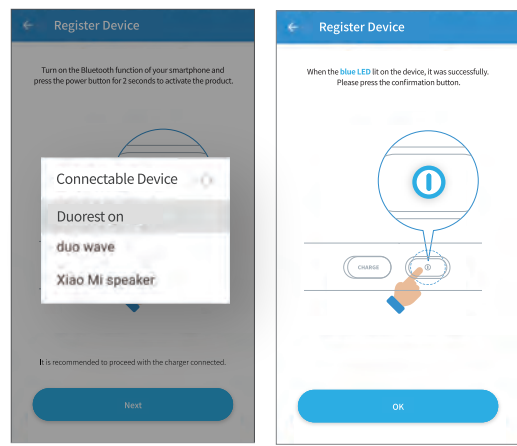 Register Device
Turn on the Bluetooth function of your smartphone and
press the power button for 2 seconds to activate the product.
Connectable Device
Duorest on
duo wave
Xiao Mi speaker
It is recommended to proceed with the charger connected.
Next
Register Device
When the blue LED lit on the device, it was successfully.
Please press the confirmation button.
CHARGE
OK